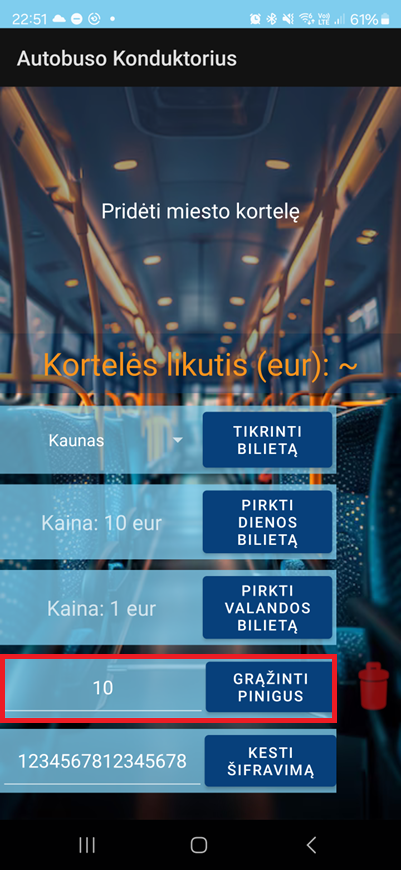 22:51 61%
Autobuso Konduktorius
Pridėti miesto kortelę
Kortelės likutis (eur): ~
Kaunas
TIKRINTI
BILIETĄ
Kaina: 10 eur
PIRKTI
DIENOS
BILIETĄ
Kaina: 1 eur
PIRKTI
VALANDOS
BILIETĄ
10
GRĄŽINTI
PINIGUS
1234567812345678
KESTI
ŠIFRAVIMĄ